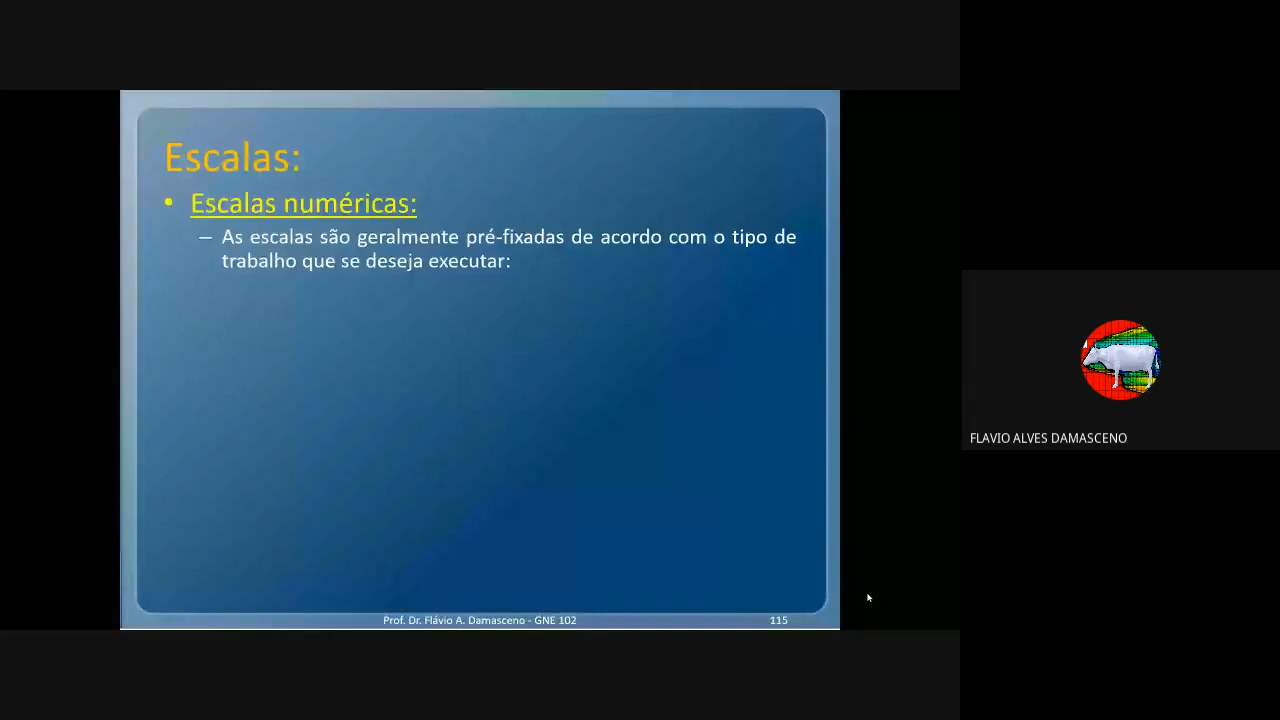 Escalas:
• Escalas numéricas:
– As escalas são geralmente pré-fixadas de acordo com o tipo de
trabalho que se deseja executar:
Prof. Dr. Flávio A. Damasceno - GNE 102
115
FLAVIO ALVES DAMASCENO